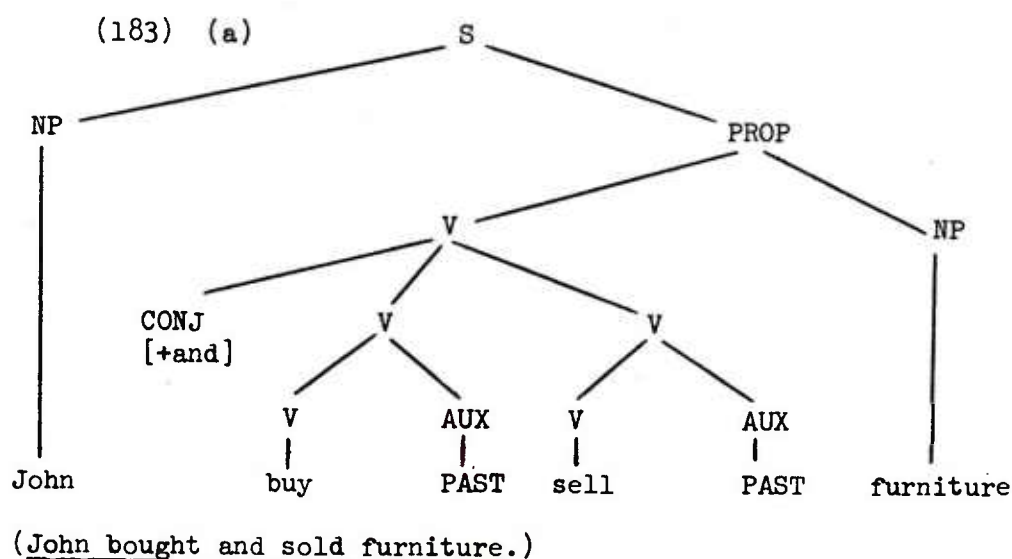 (183) (a)
S
NP
PROP
V
NP
CONJ
[+and]
V
V
V
AUX
V
AUX
John
buy
PAST
sell
PAST
furniture
(John bought and sold furniture.)